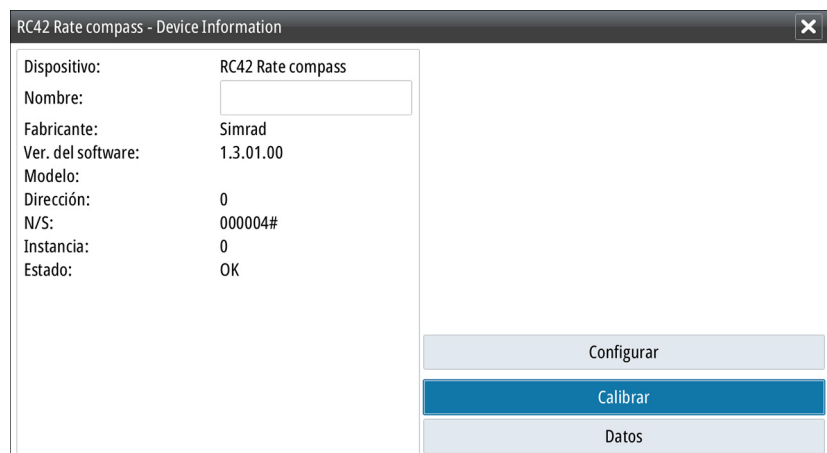 RC42 Rate compass - Device Information
Dispositivo: RC42 Rate compass
Nombre:
Fabricante: Simrad
Ver. del software: 1.3.01.00
Modelo:
Dirección: 0
N/S: 000004#
Instancia: 0
Estado: OK
Configurar
Calibrar
Datos